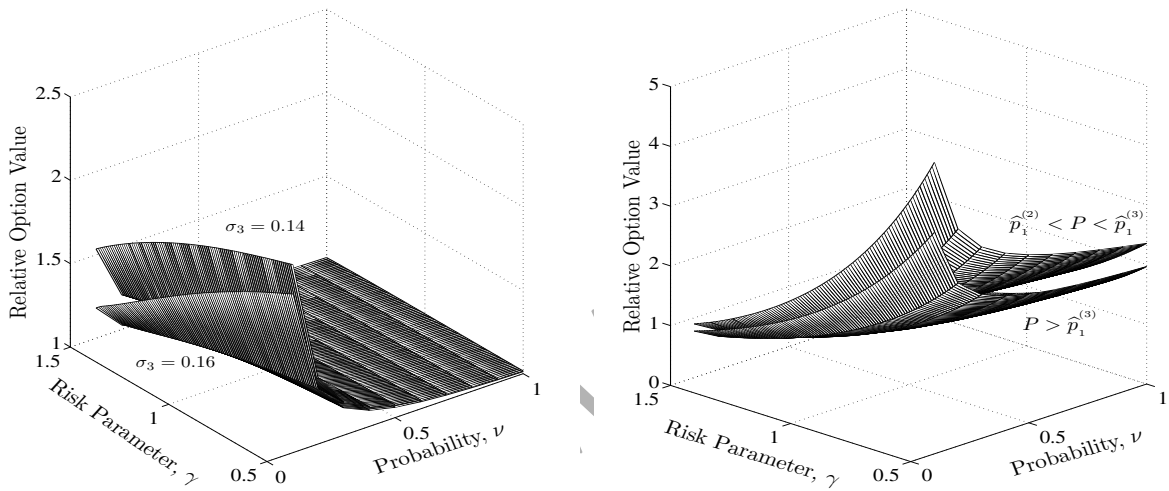 2.5
2
1.5
1
Relative Option Value
σ₃ = 0.14
σ₃ = 0.16
1.5
1
0.5
Risk Parameter, γ
0
0.5
1
Probability, ν
5
4
3
2
1
0
Relative Option Value
p̂₁⁽²⁾ < P < p̂₁⁽³⁾
P > p̂₁⁽³⁾
1.5
1
0.5
Risk Parameter, γ
0
0.5
1
Probability, ν